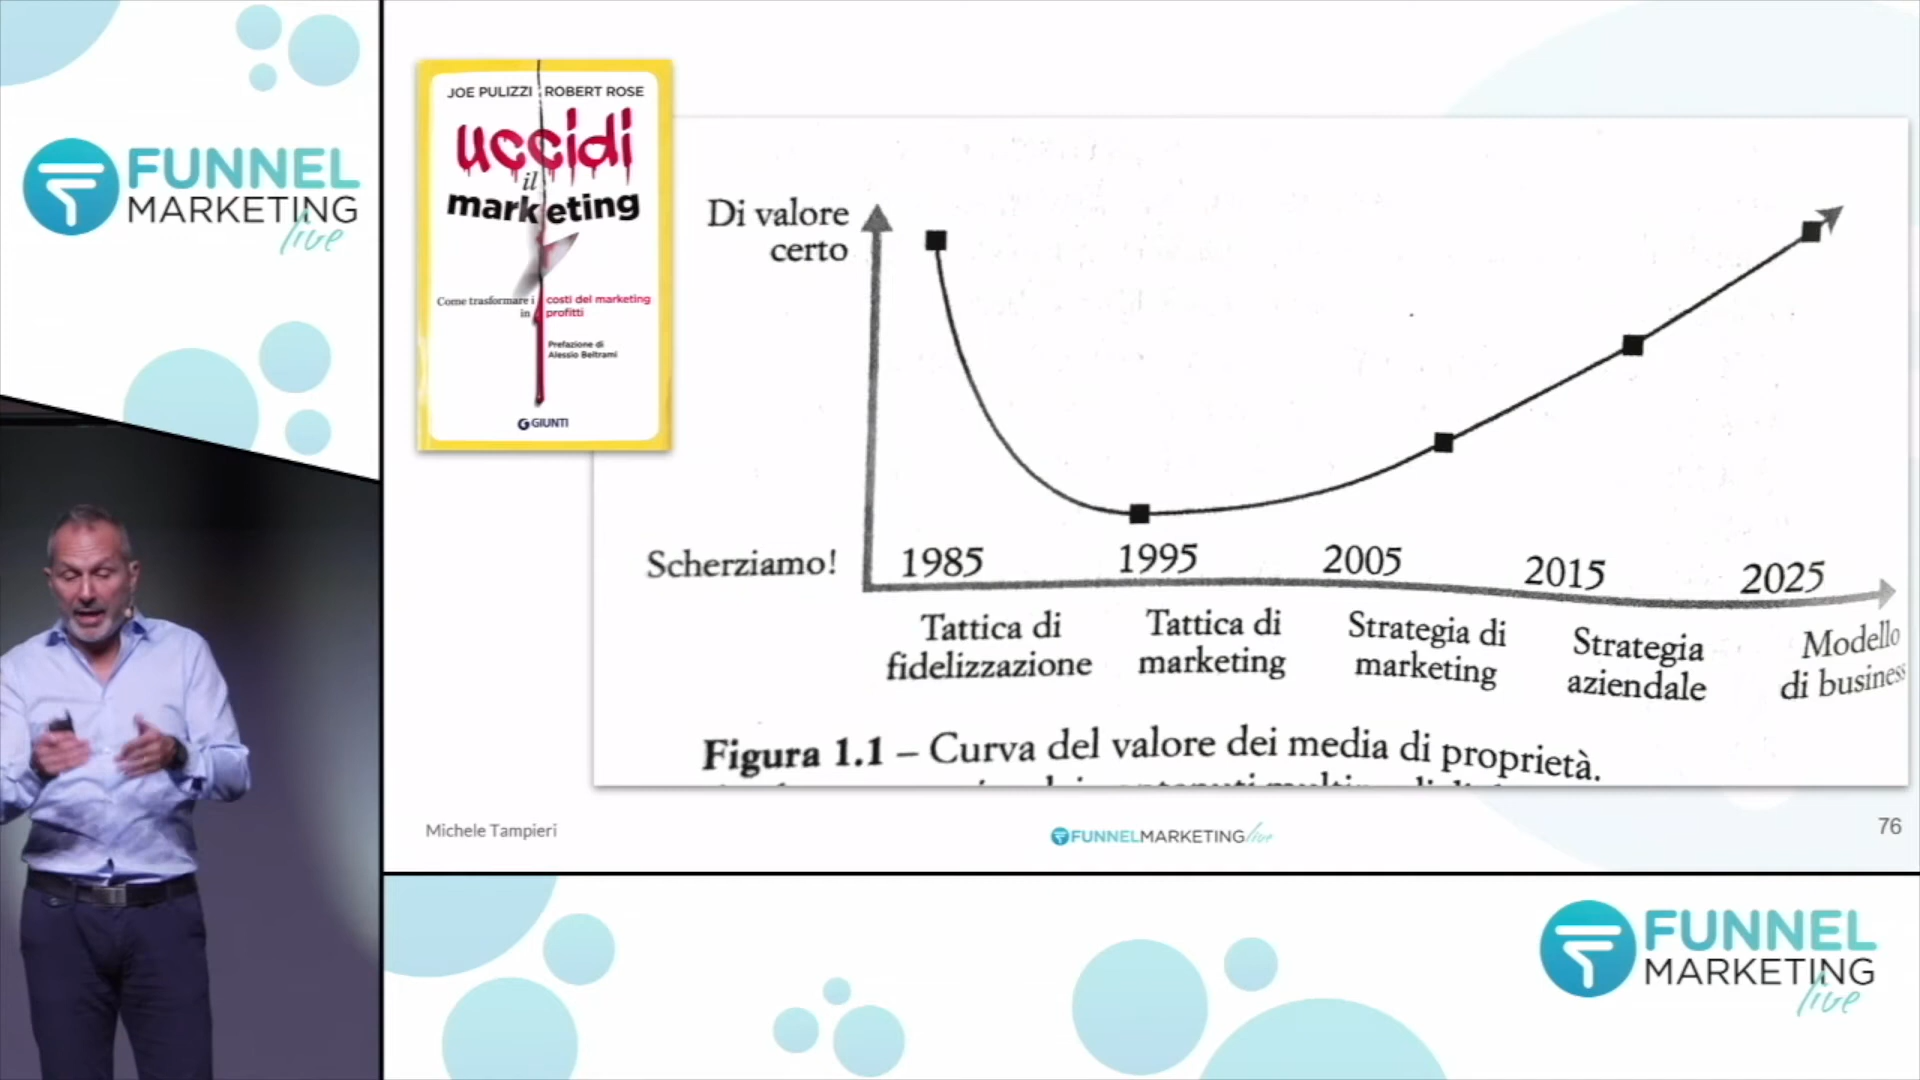 FUNNEL
MARKETING
live
JOE PULIZZI ROBERT ROSE
uccidi
il
marketing
Come trasformare i costi del marketing
in profitti
Prefazione di
Alessio Beltrami
GIUNTI
Di valore
certo
Scherziamo!
1985 1995 2005 2015 2025
Tattica di
fidelizzazione
Tattica di
marketing
Strategia di
marketing
Strategia
aziendale
Modello
di business
Figura 1.1 – Curva del valore dei media di proprietà.
Michele Tampieri
FUNNELMARKETING live
76
FUNNEL
MARKETING
live